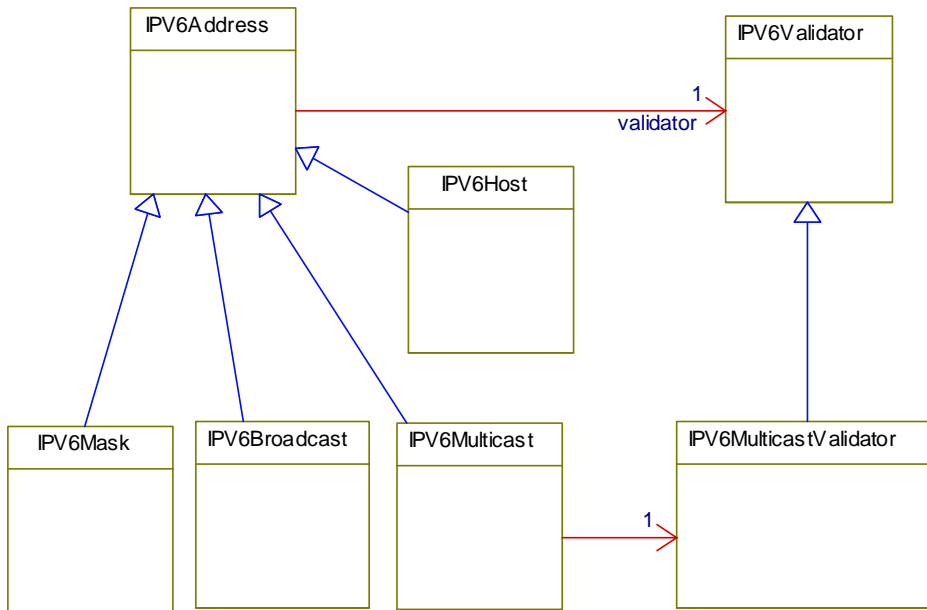 IPV6Address
IPV6Validator
1
validator
IPV6Host
IPV6Mask
IPV6Broadcast
IPV6Multicast
IPV6MulticastValidator
1